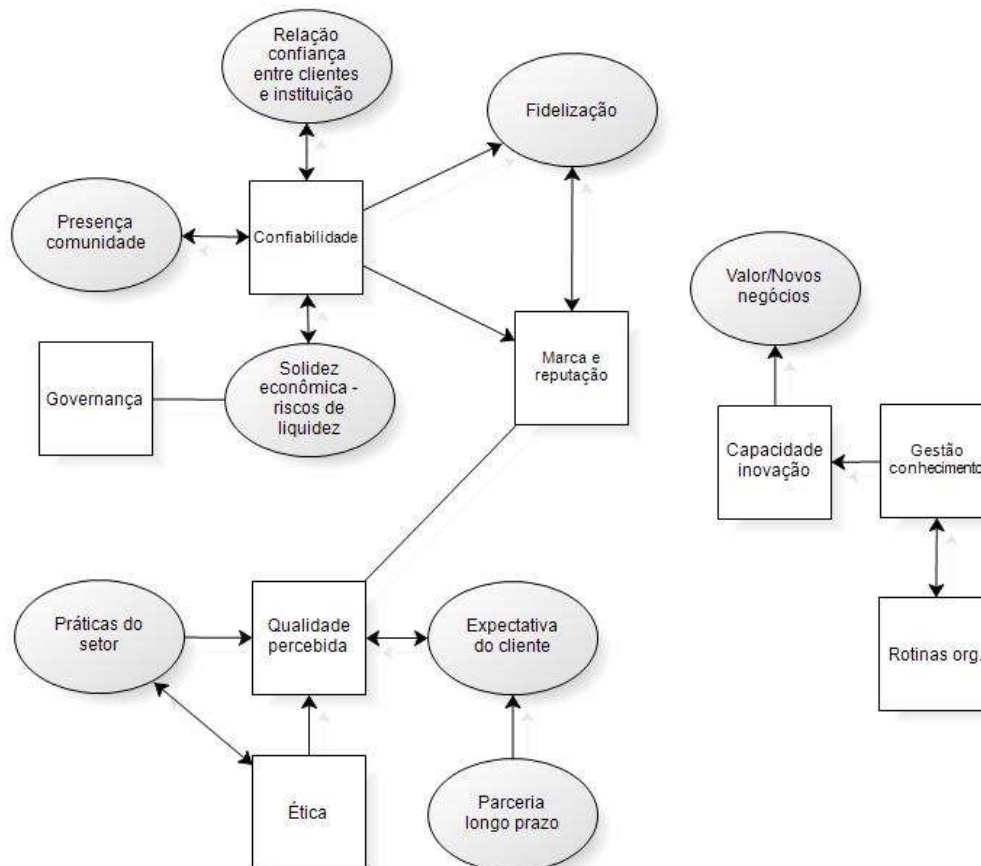 Relação
confiança
entre clientes
e instituição
Fidelização
Presença
comunidade
Confiabilidade
Valor/Novos
negócios
Governança
Solidez
econômica -
riscos de
liquidez
Marca e
reputação
Capacidade
inovação
Gestão
conhecimento
Práticas do
setor
Qualidade
percebida
Expectativa
do cliente
Rotinas org.
Ética
Parceria
longo prazo